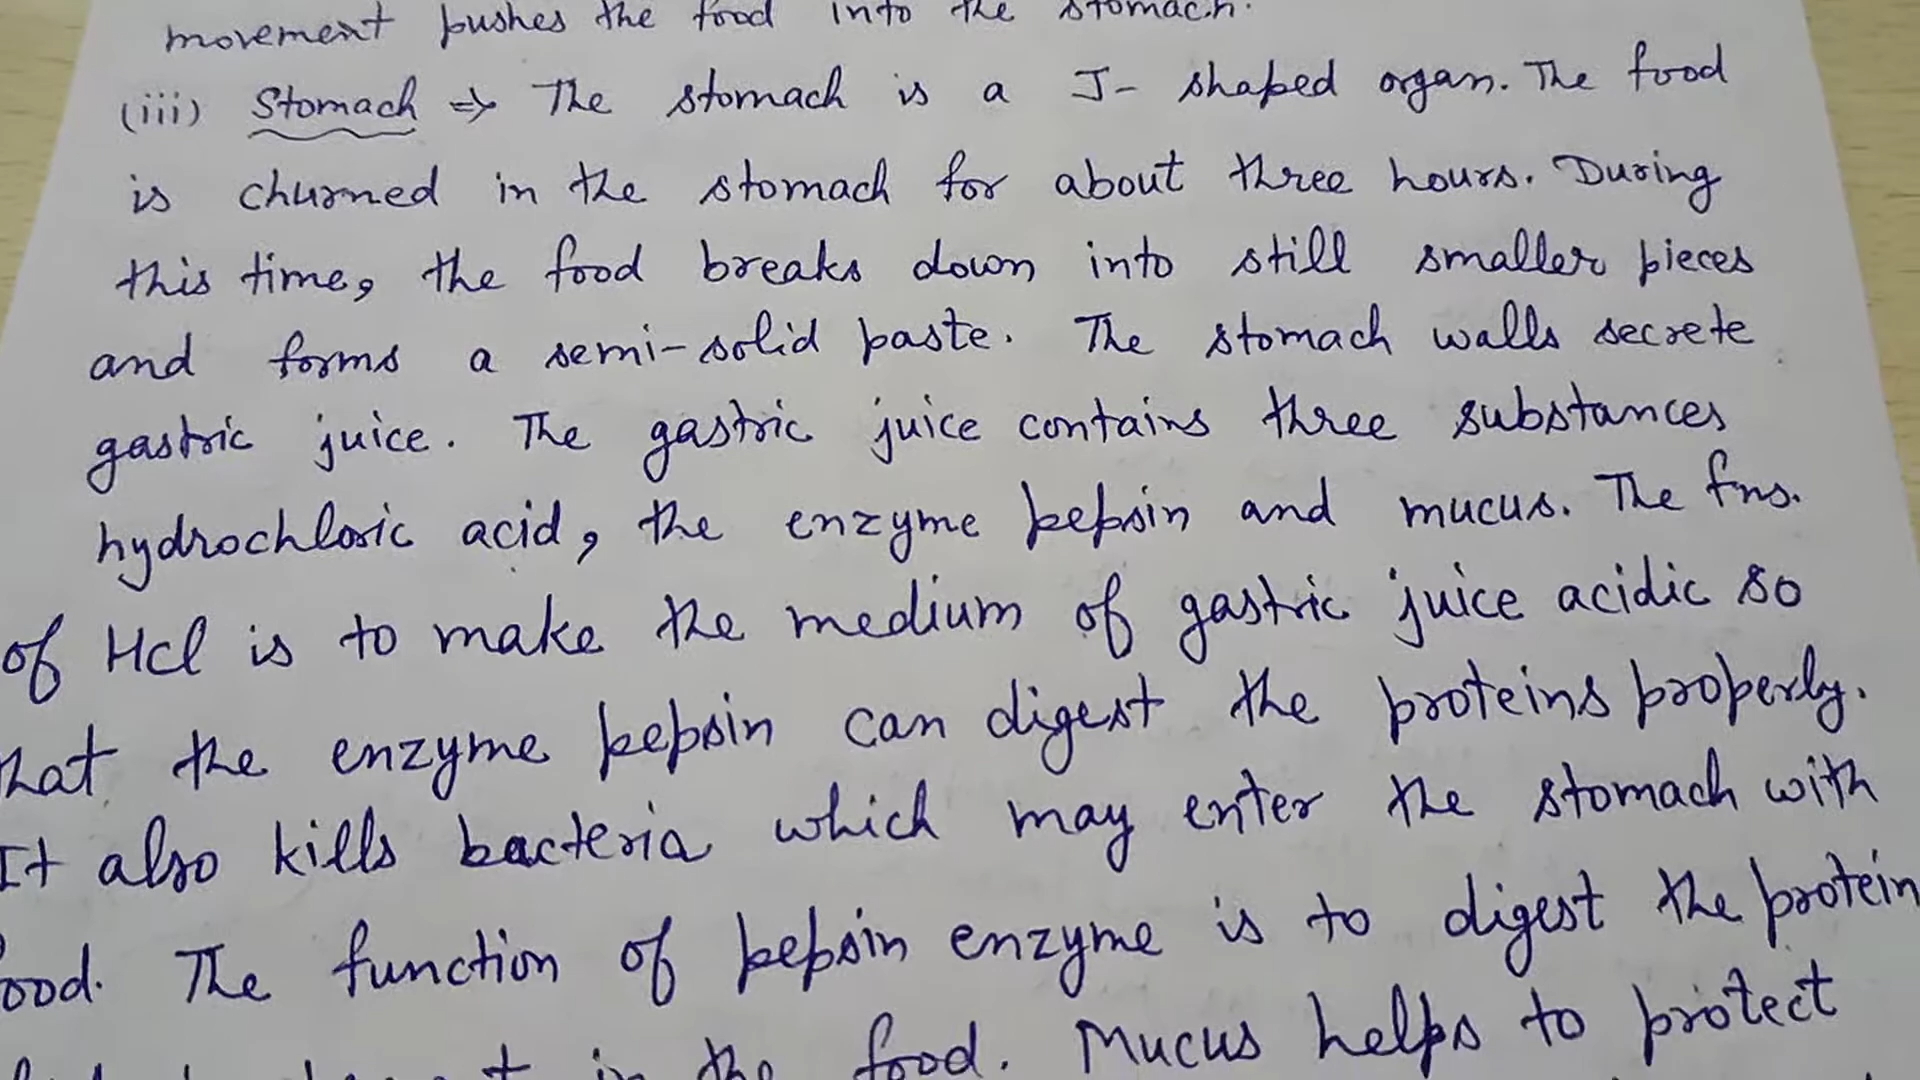 movement pushes the food into the stomach.
(iii) Stomach ⇒ The stomach is a J- shaped organ. The food
is churned in the stomach for about three hours. During
this time, the food breaks down into still smaller pieces
and forms a semi-solid paste. The stomach walls secrete
gastric juice. The gastric juice contains three substances
hydrochloric acid, the enzyme pepsin and mucus. The fns.
of Hcl is to make the medium of gastric juice acidic so
hat the enzyme pepsin can digest the proteins properly.
It also kills bacteria which may enter the stomach with
ood. The function of pepsin enzyme is to digest the protein
in the food. Mucus helps to protect